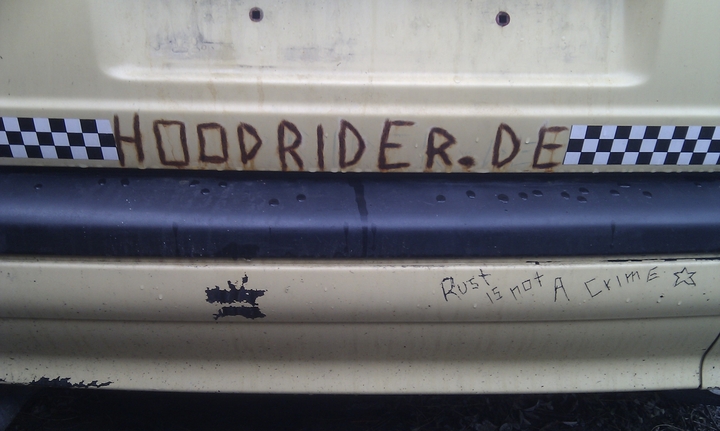 HOODRIDER.DE
Rust is not A Crime